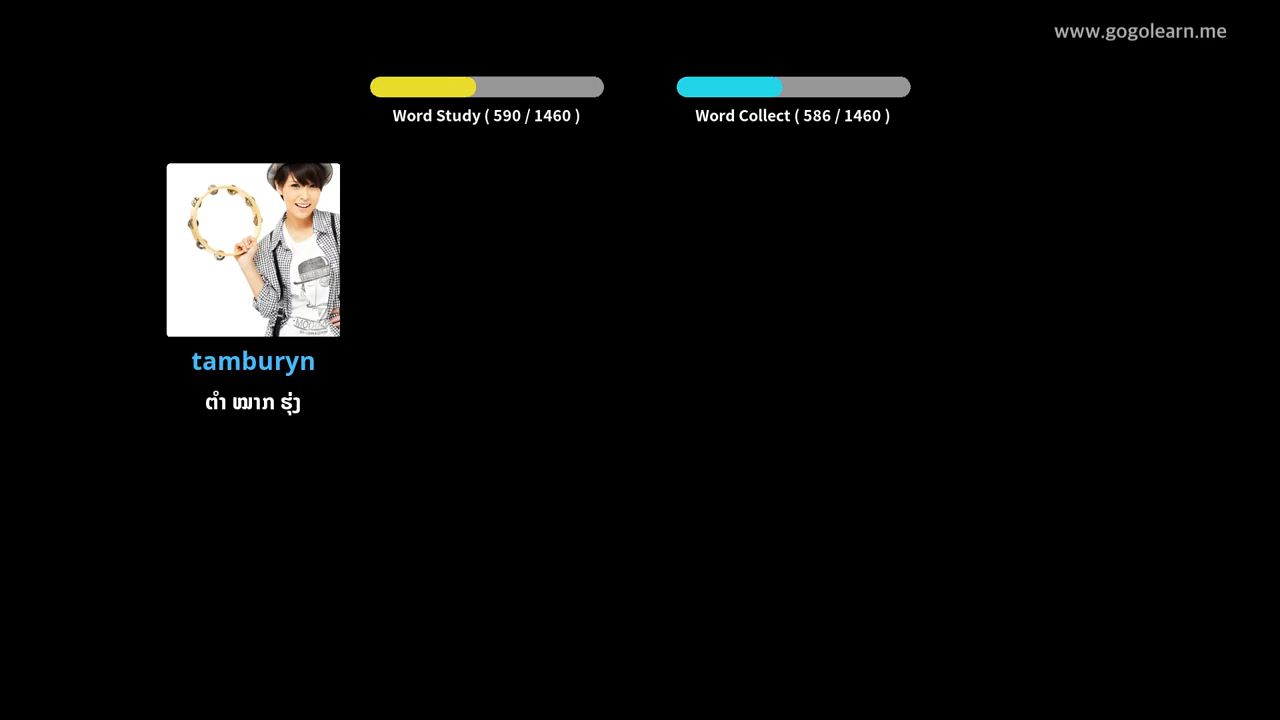 www.gogolearn.me
Word Study ( 590 / 1460 )
Word Collect ( 586 / 1460 )
tamburyn
ຕຳ ໝາກ ຮຸ່ງ